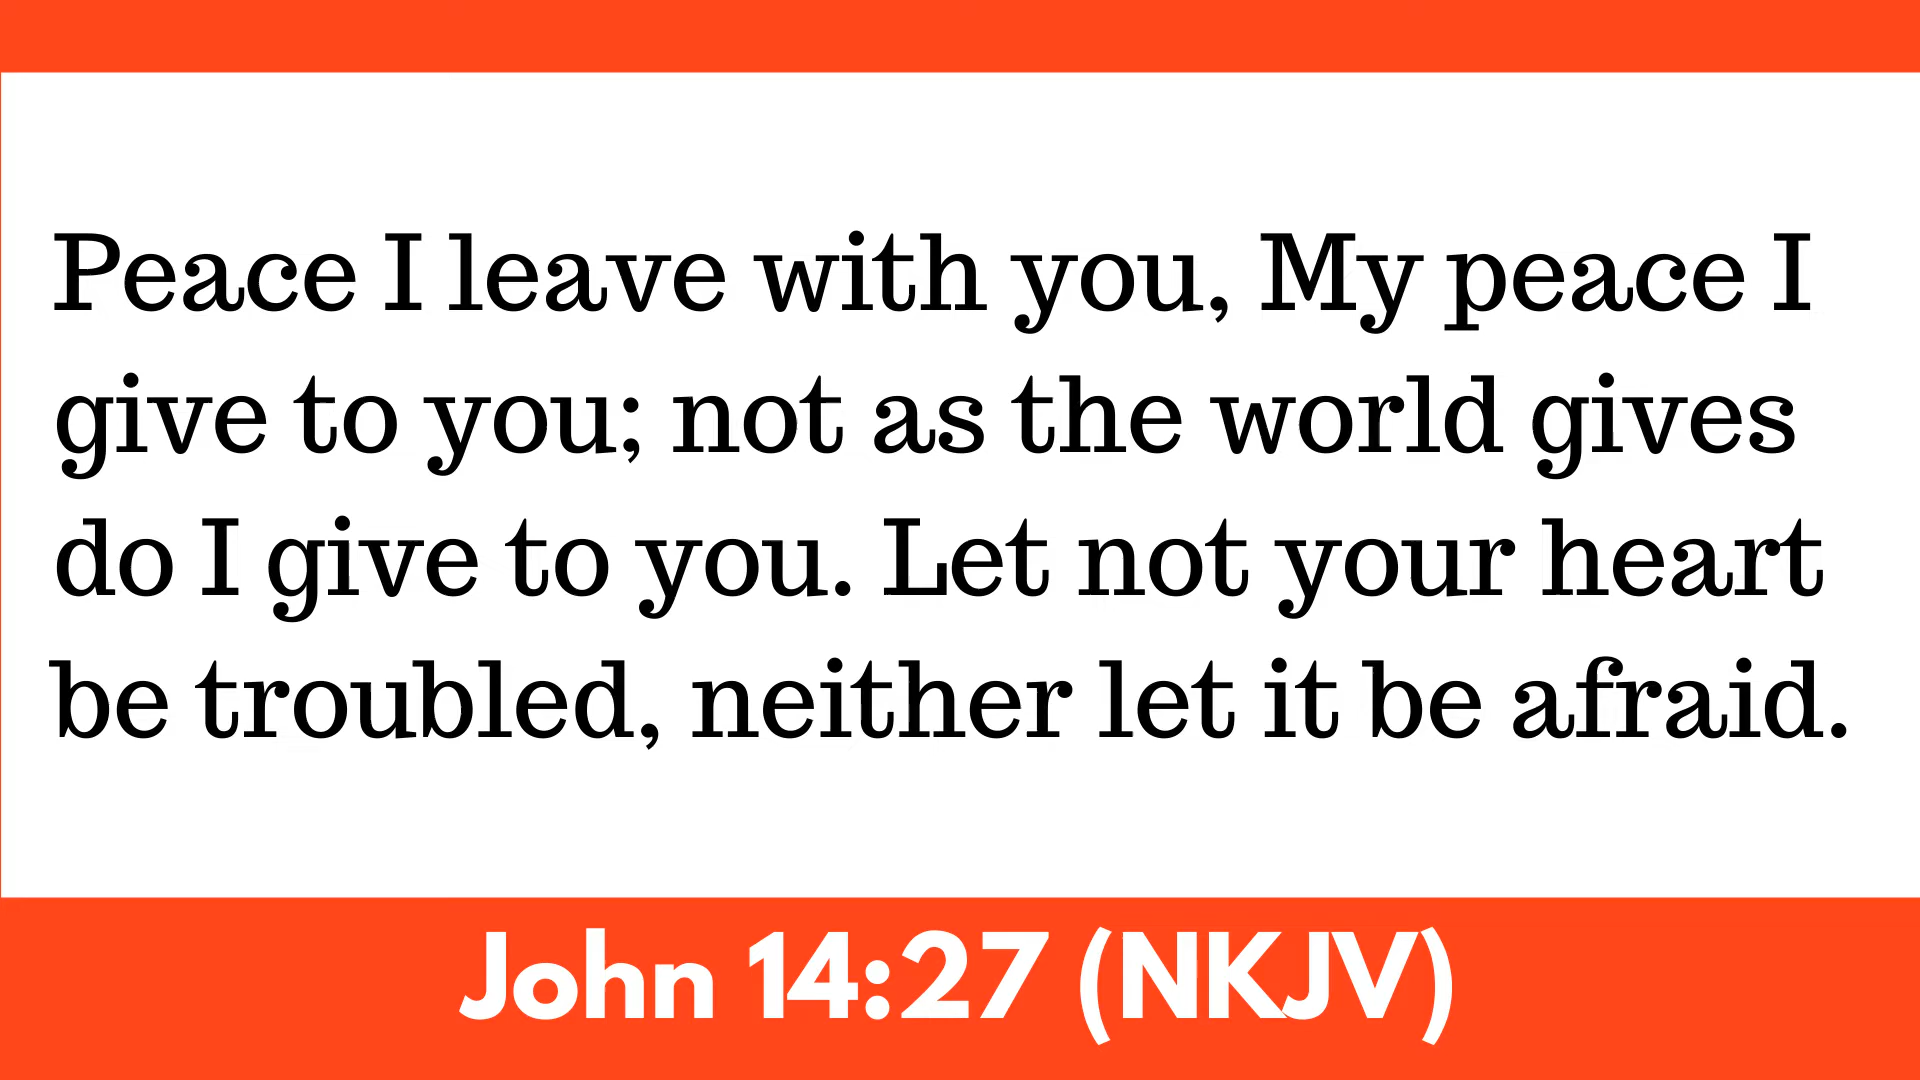 Peace I leave with you, My peace I
give to you; not as the world gives
do I give to you. Let not your heart
be troubled, neither let it be afraid.
John 14:27 (NKJV)